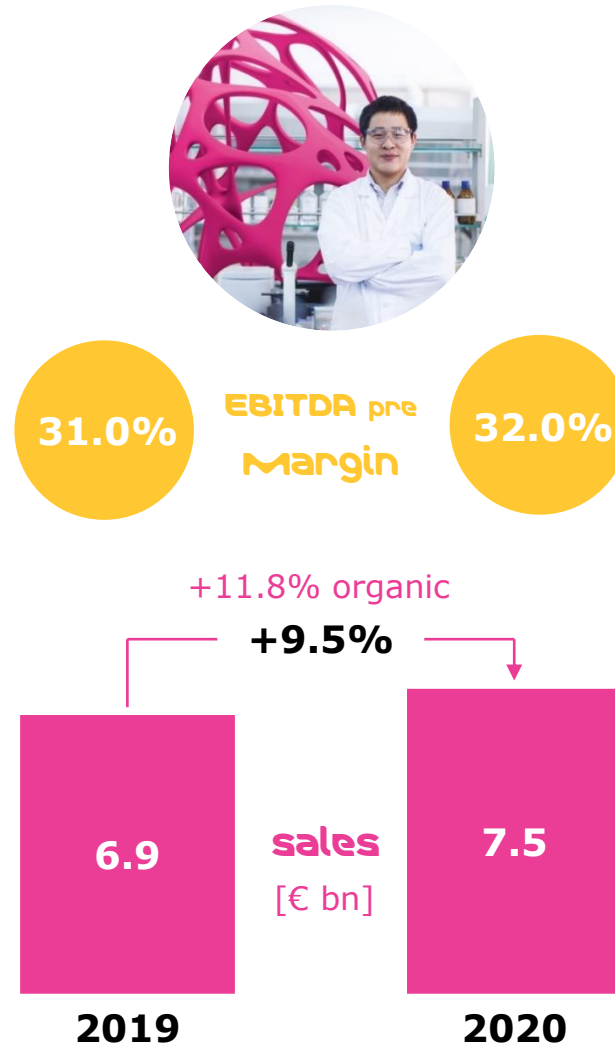 31.0%
EBITDA pre
Margin
32.0%
+11.8% organic
+9.5%
6.9
sales
[€ bn]
7.5
2019
2020